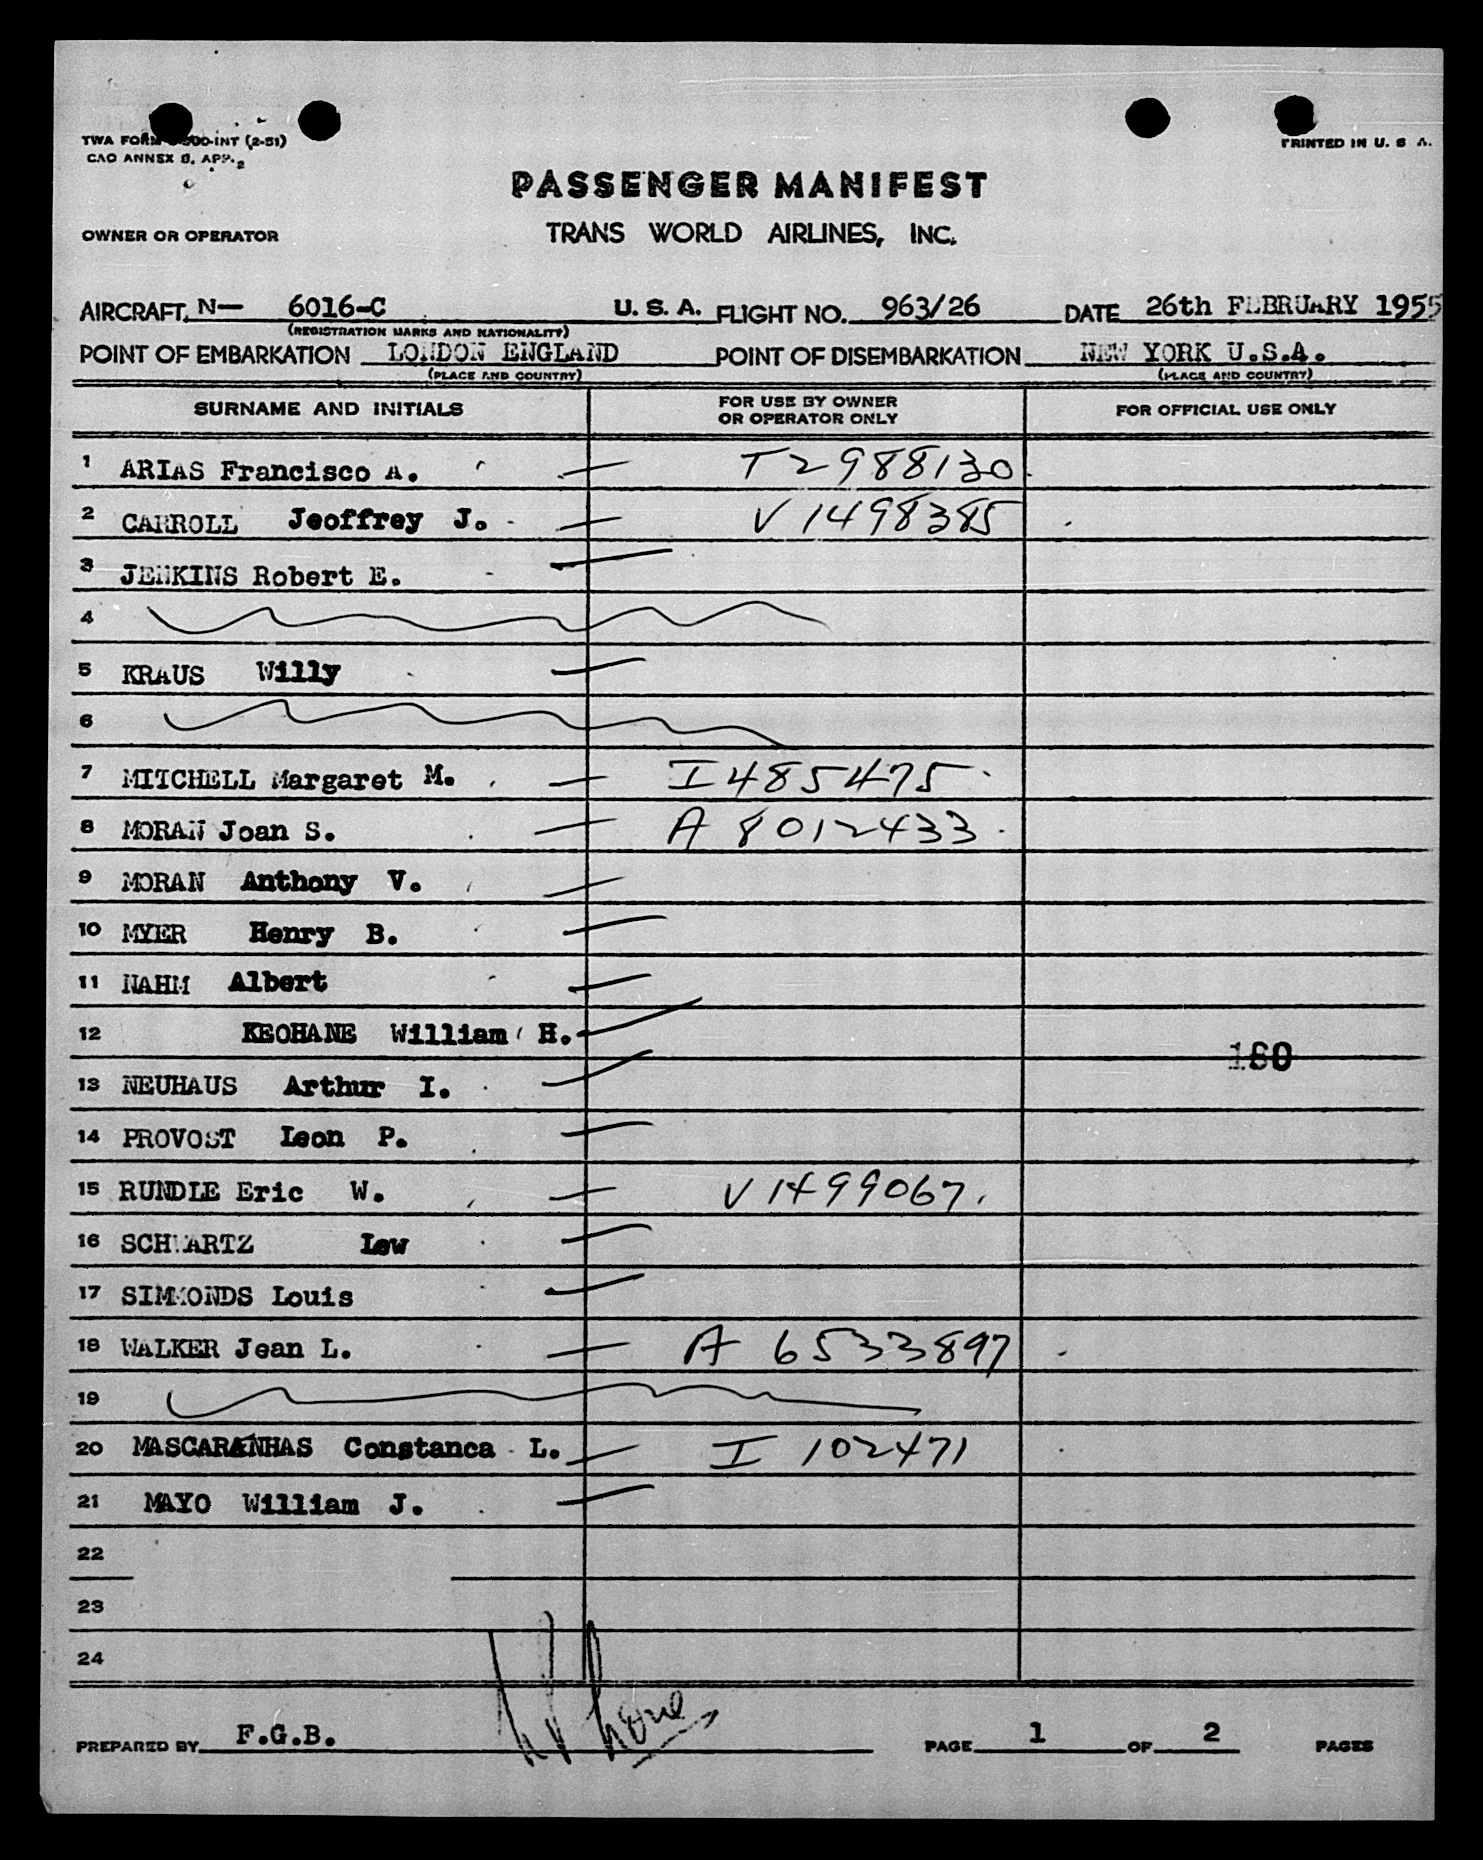 TWA FORM 500-INT (2-51)
CAO ANNEX 9, APP. 2
PRINTED IN U. S. A.
PASSENGER MANIFEST
OWNER OR OPERATOR TRANS WORLD AIRLINES, INC.
AIRCRAFT N— 6016-C U. S. A. FLIGHT NO. 963/26 DATE 26th FEBRUARY 1955
(REGISTRATION MARKS AND NATIONALITY)
POINT OF EMBARKATION LONDON ENGLAND POINT OF DISEMBARKATION NEW YORK U.S.A.
(PLACE AND COUNTRY) (PLACE AND COUNTRY)
SURNAME AND INITIALS FOR USE BY OWNER OR OPERATOR ONLY FOR OFFICIAL USE ONLY
1 ARIAS Francisco A. T2988130
2 CARROLL Jeoffrey J. V1498385
3 JENKINS Robert E.
4
5 KRAUS Willy
6
7 MITCHELL Margaret M. I485475
8 MORAN Joan S. A 8012433
9 MORAN Anthony V.
10 MYER Henry B.
11 NAHM Albert
12 KEOHANE William H.
180
13 NEUHAUS Arthur I.
14 PROVOST Leon P.
15 RUNDLE Eric W. V1499067
16 SCHWARTZ Lew
17 SIMMONDS Louis
18 WALKER Jean L. A 6533897
19
20 MASCARANHAS Constanca L. I 102471
21 MAYO William J.
22
23
24
PREPARED BY F.G.B. PAGE 1 OF 2 PAGES